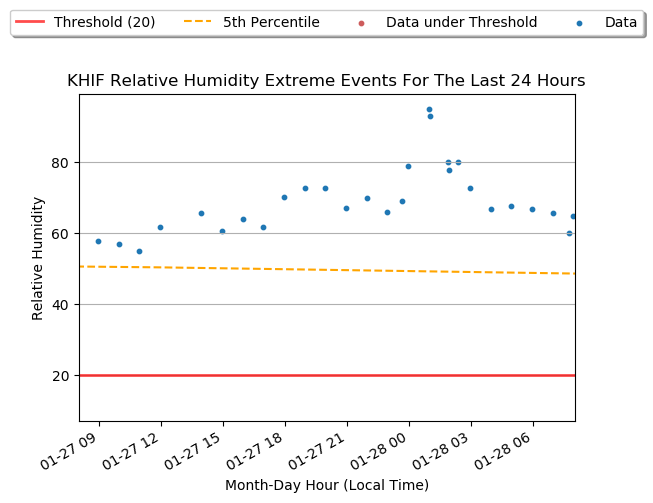 Threshold (20) 5th Percentile Data under Threshold Data
KHIF Relative Humidity Extreme Events For The Last 24 Hours
80
60
40
20
Relative Humidity
01-27 09 01-27 12 01-27 15 01-27 18 01-27 21 01-28 00 01-28 03 01-28 06
Month-Day Hour (Local Time)